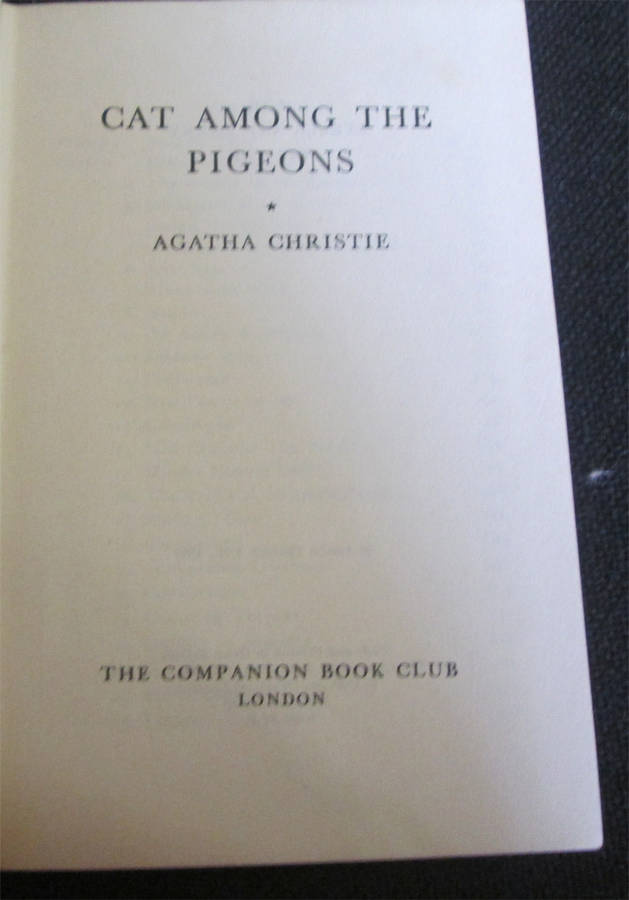 CAT AMONG THE
PIGEONS
*
AGATHA CHRISTIE
THE COMPANION BOOK CLUB
LONDON